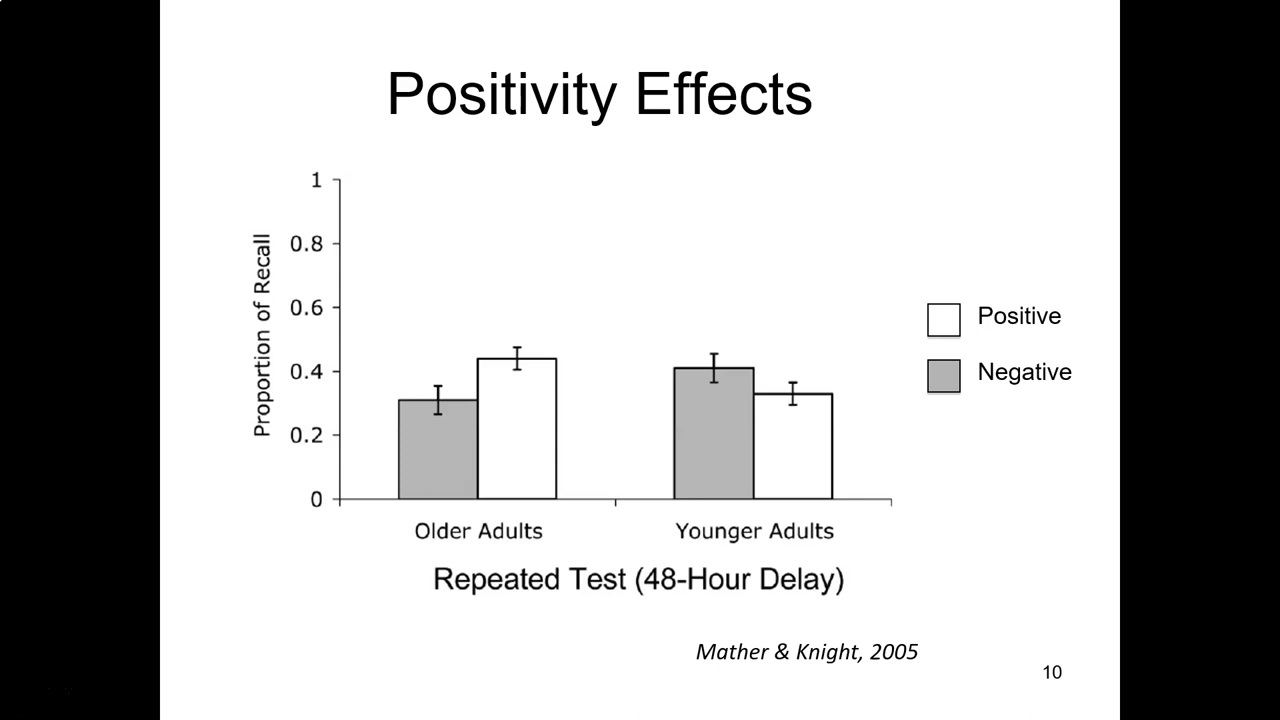 Positivity Effects
1
0.8
0.6
0.4
0.2
0
Proportion of Recall
Older Adults
Younger Adults
Repeated Test (48-Hour Delay)
Positive
Negative
Mather & Knight, 2005
10